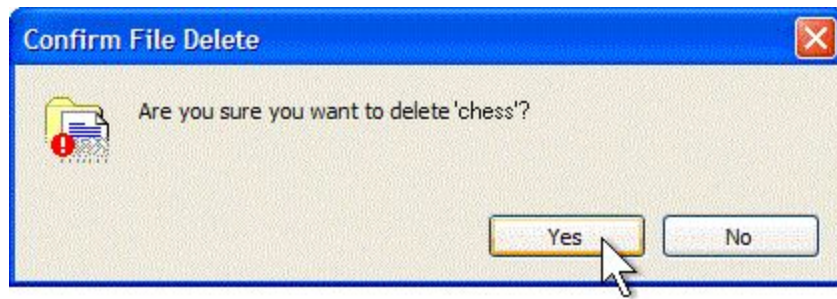 Confirm File Delete
Are you sure you want to delete 'chess'?
Yes
No